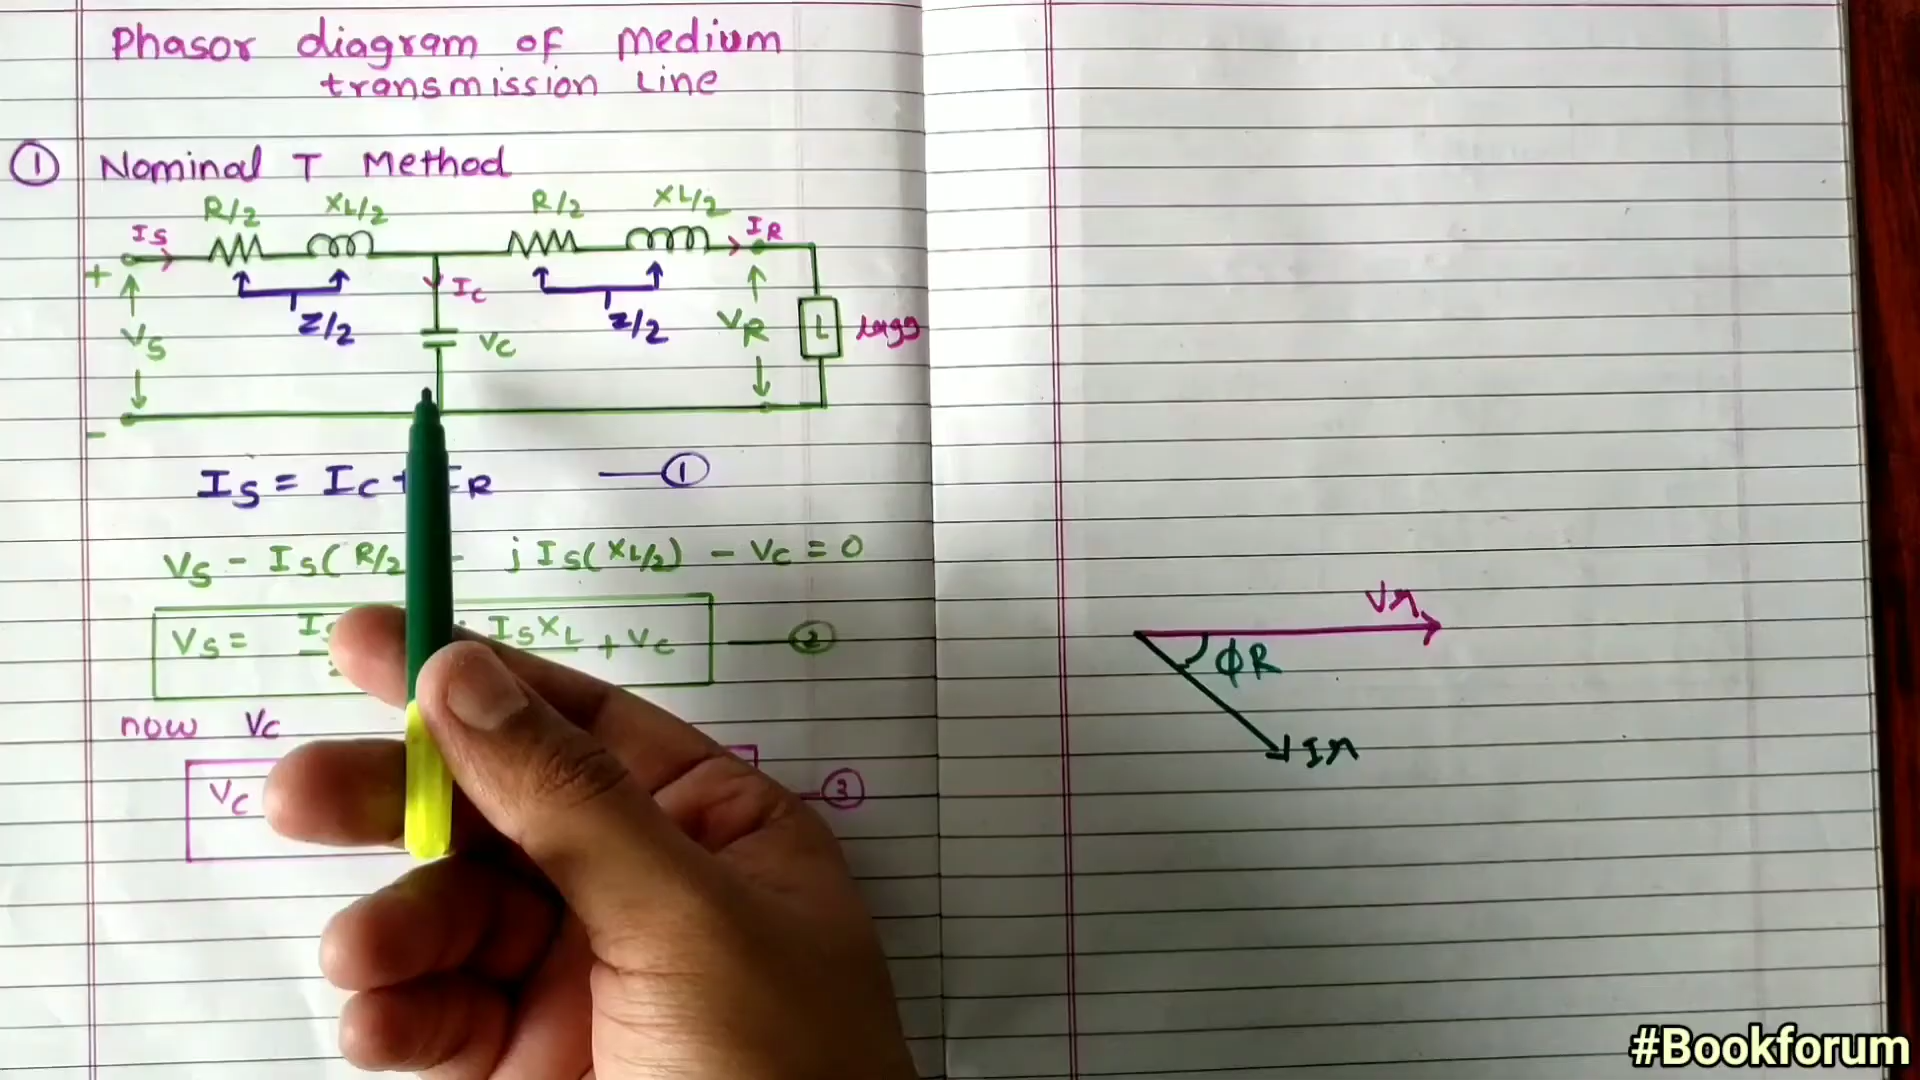 Phasor diagram of Medium
transmission Line
① Nominal T Method
R/2 XL/2 R/2 XL/2
IS IR
+ IC
Z/2 Z/2
VS VC VR L lagg
-
IS = IC + IR ①
VS - IS(R/2 - j IS(XL/2) - VC = 0
VS = IS ISXL + VC ②
now VC
VC ③
Vr
ΦR
Ir
#Bookforum